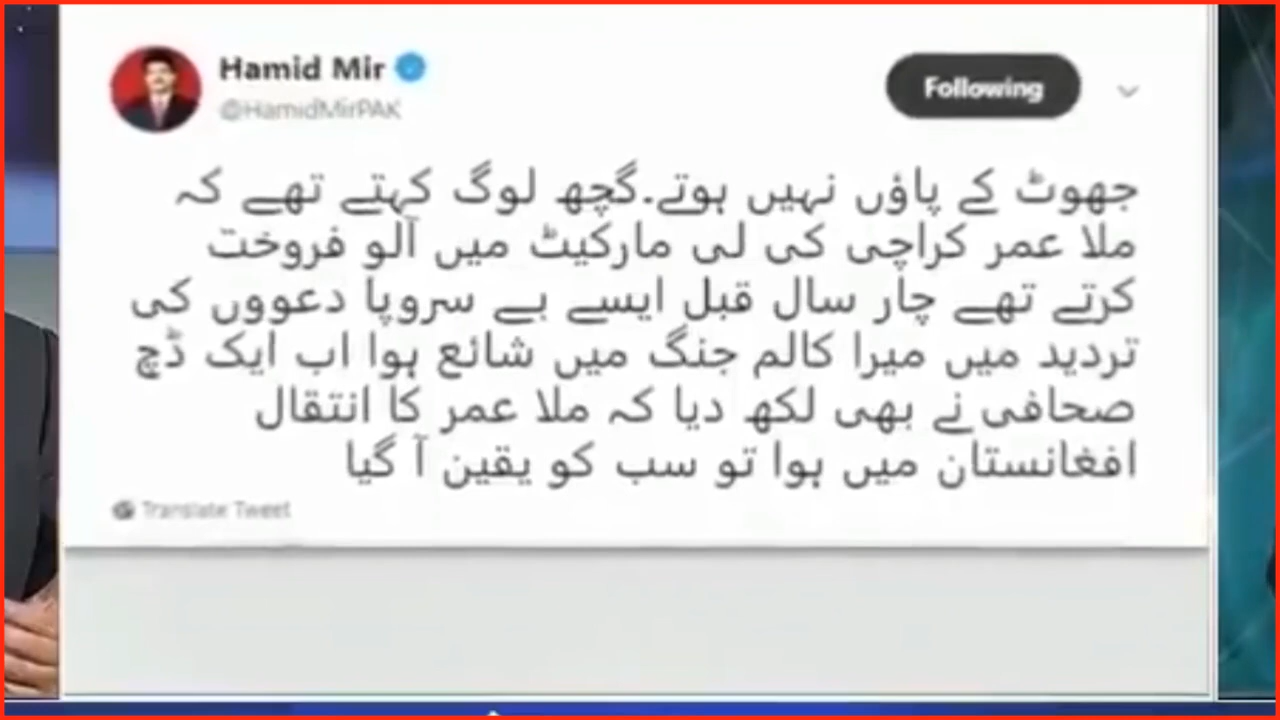 Hamid Mir
@HamidMirPAK
Following
جھوٹ کے پاؤں نہیں ہوتے۔گچھ لوگ کہتے تھے کہ
ملا عمر کراچی کی لی مارکیٹ میں آلو فروخت
کرتے تھے چار سال قبل ایسے بے سروپا دعووں کی
تردید میں میرا کالم جنگ میں شائع ہوا اب ایک ڈچ
صحافی نے بھی لکھ دیا کہ ملا عمر کا انتقال
افغانستان میں ہوا تو سب کو یقین آ گیا
Translate Tweet